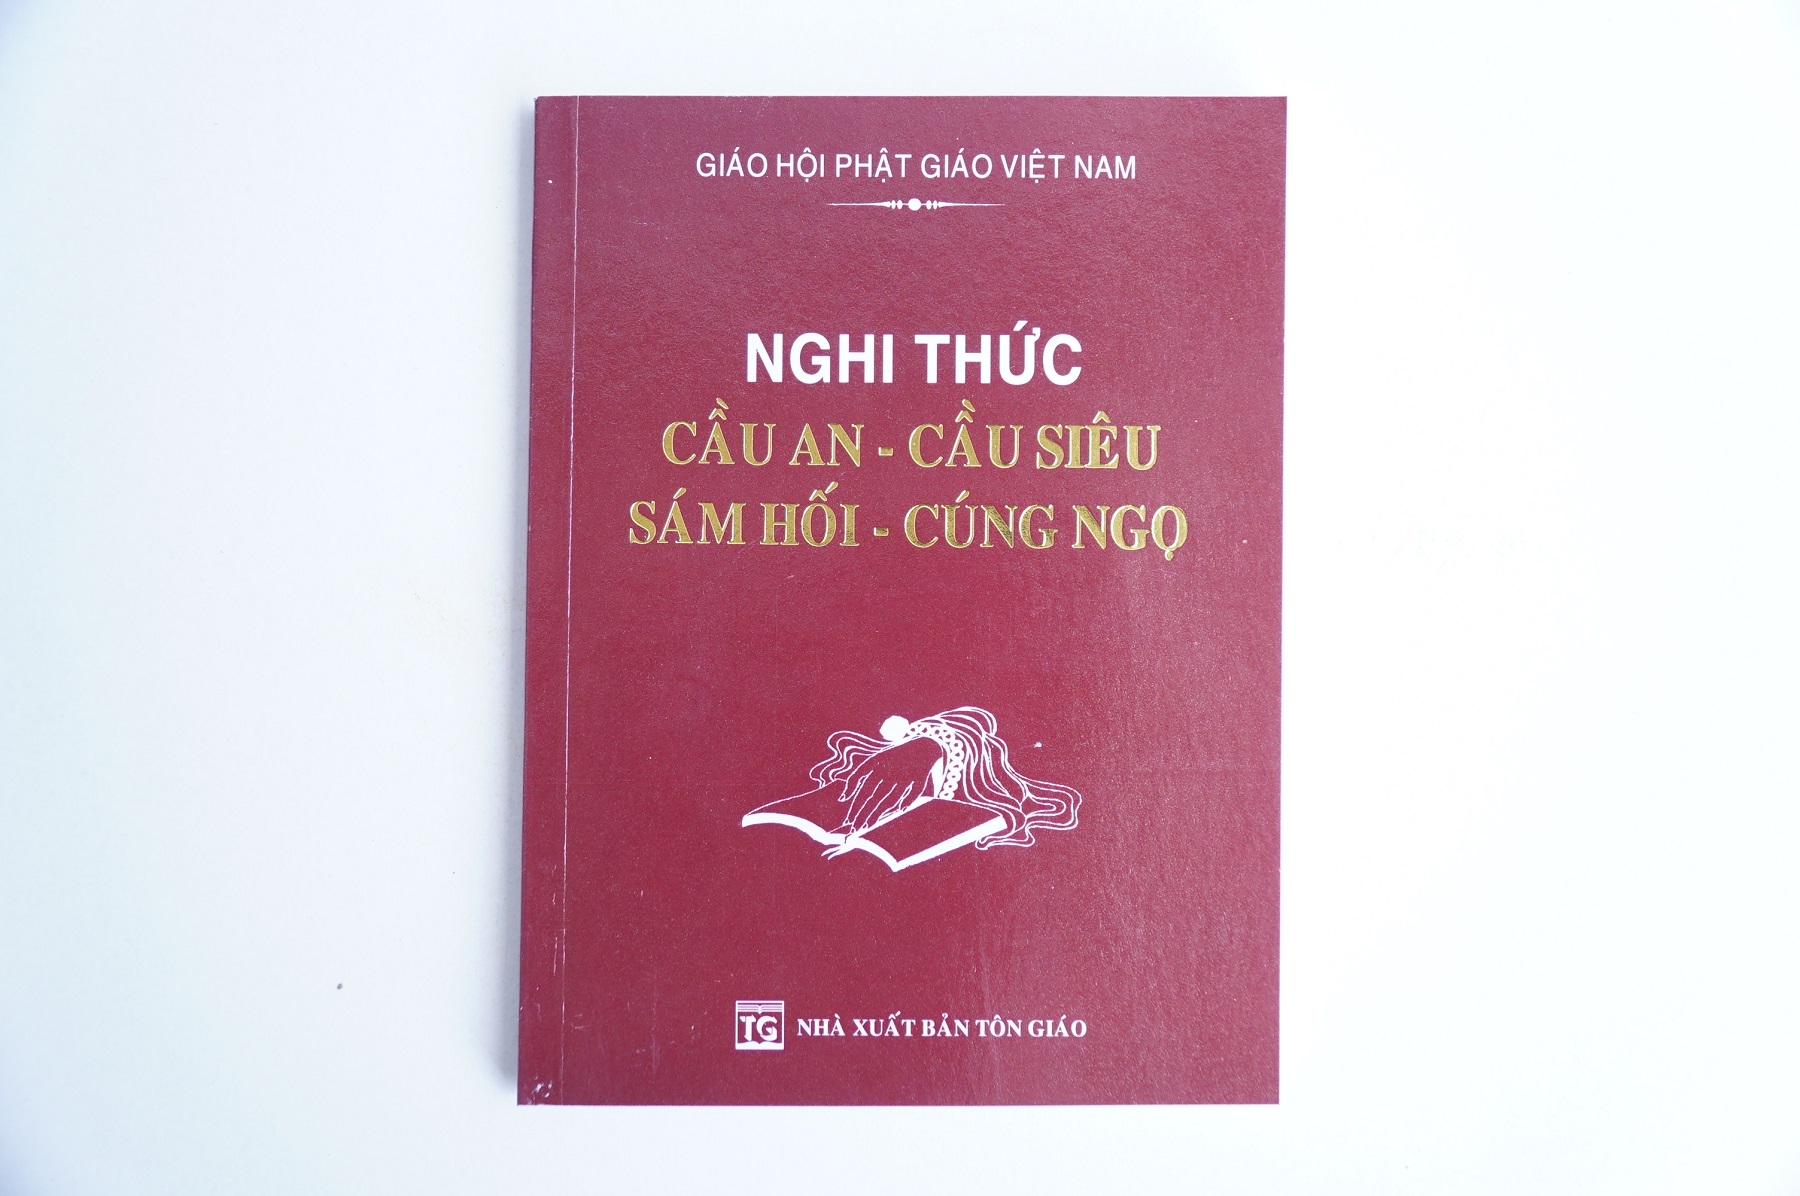 GIÁO HỘI PHẬT GIÁO VIỆT NAM
NGHI THỨC
CẦU AN - CẦU SIÊU
SÁM HỐI - CÚNG NGỌ
TG NHÀ XUẤT BẢN TÔN GIÁO